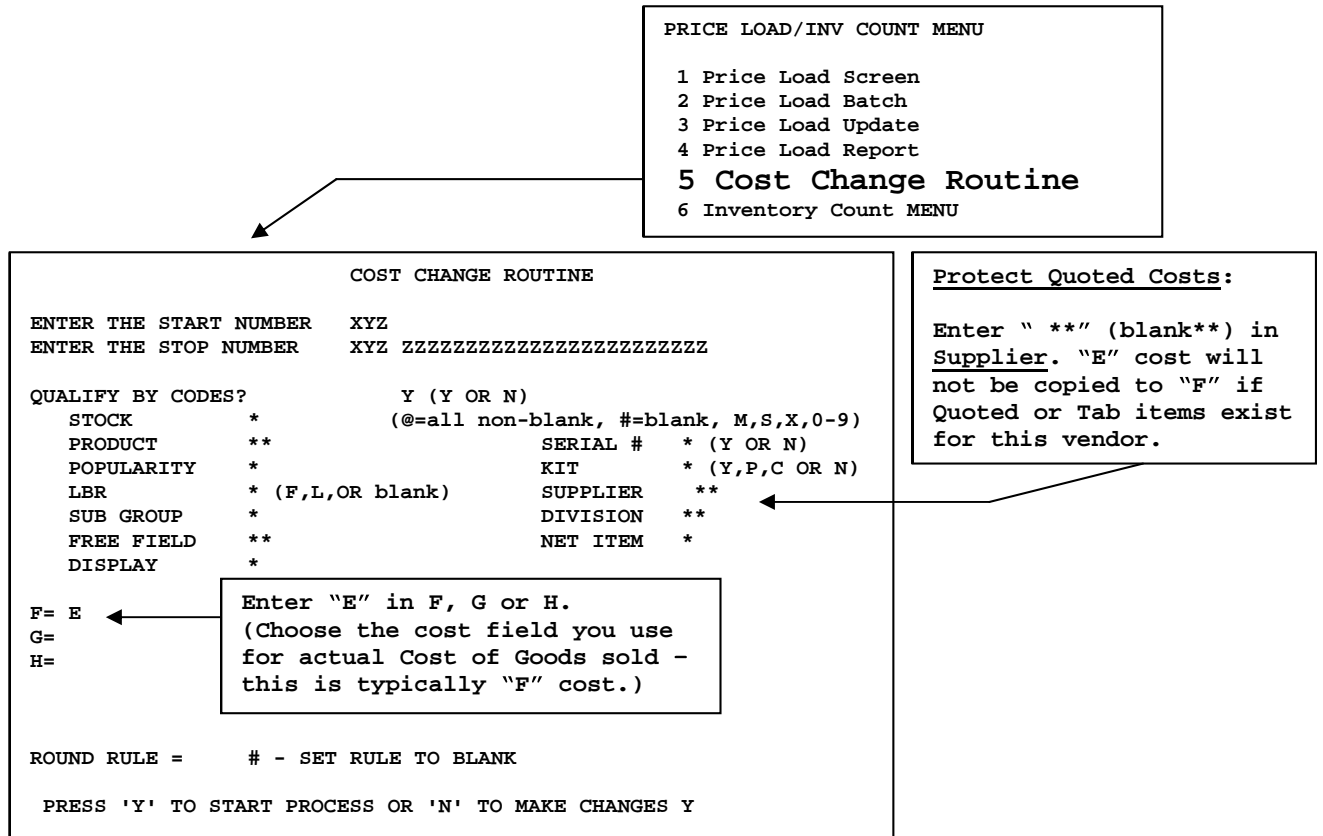 PRICE LOAD/INV COUNT MENU
1 Price Load Screen
2 Price Load Batch
3 Price Load Update
4 Price Load Report
5 Cost Change Routine
6 Inventory Count MENU
COST CHANGE ROUTINE
ENTER THE START NUMBER XYZ
ENTER THE STOP NUMBER XYZ ZZZZZZZZZZZZZZZZZZZZZZZZ
QUALIFY BY CODES? Y (Y OR N)
STOCK * (@=all non-blank, #=blank, M,S,X,0-9)
PRODUCT ** SERIAL # * (Y OR N)
POPULARITY * KIT * (Y,P,C OR N)
LBR * (F,L,OR blank) SUPPLIER **
SUB GROUP * DIVISION **
FREE FIELD ** NET ITEM *
DISPLAY *
F= E
G=
H=
Enter “E” in F, G or H.
(Choose the cost field you use
for actual Cost of Goods sold –
this is typically “F” cost.)
ROUND RULE = # - SET RULE TO BLANK
PRESS 'Y' TO START PROCESS OR 'N' TO MAKE CHANGES Y
Protect Quoted Costs:
Enter “ **” (blank**) in
Supplier. “E” cost will
not be copied to “F” if
Quoted or Tab items exist
for this vendor.